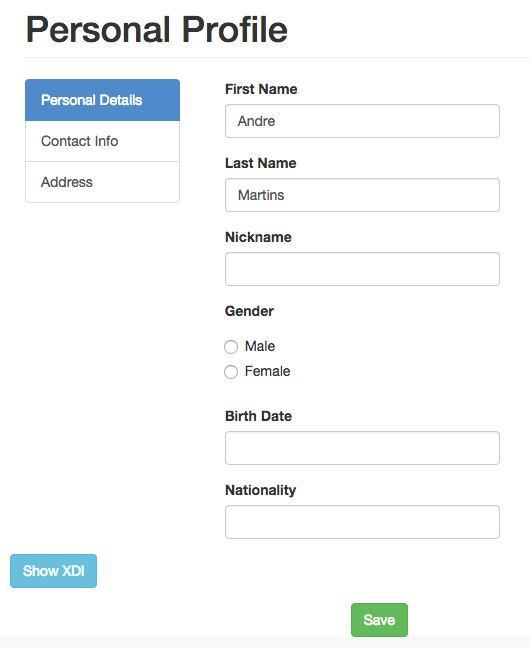 Personal Profile
Personal Details
Contact Info
Address
First Name
Andre
Last Name
Martins
Nickname
Gender
Male
Female
Birth Date
Nationality
Show XDI
Save